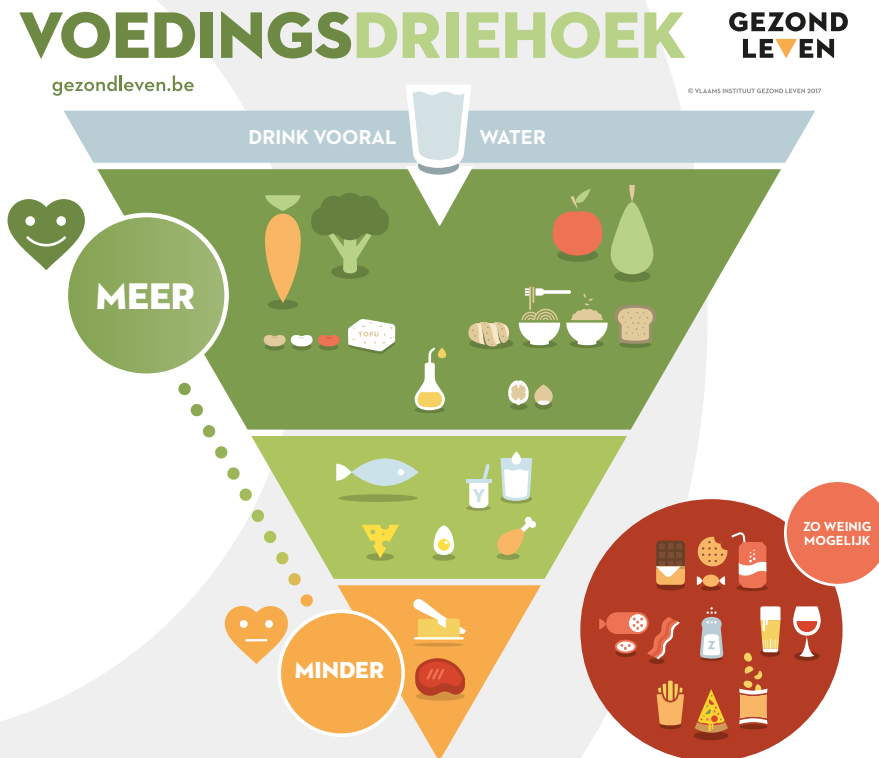 VOEDINGSDRIEHOEK
GEZOND
LEVEN
gezondleven.be
© VLAAMS INSTITUUT GEZOND LEVEN 2017
DRINK VOORAL WATER
MEER
TOFU
Y
ZO WEINIG
MOGELIJK
Z
MINDER